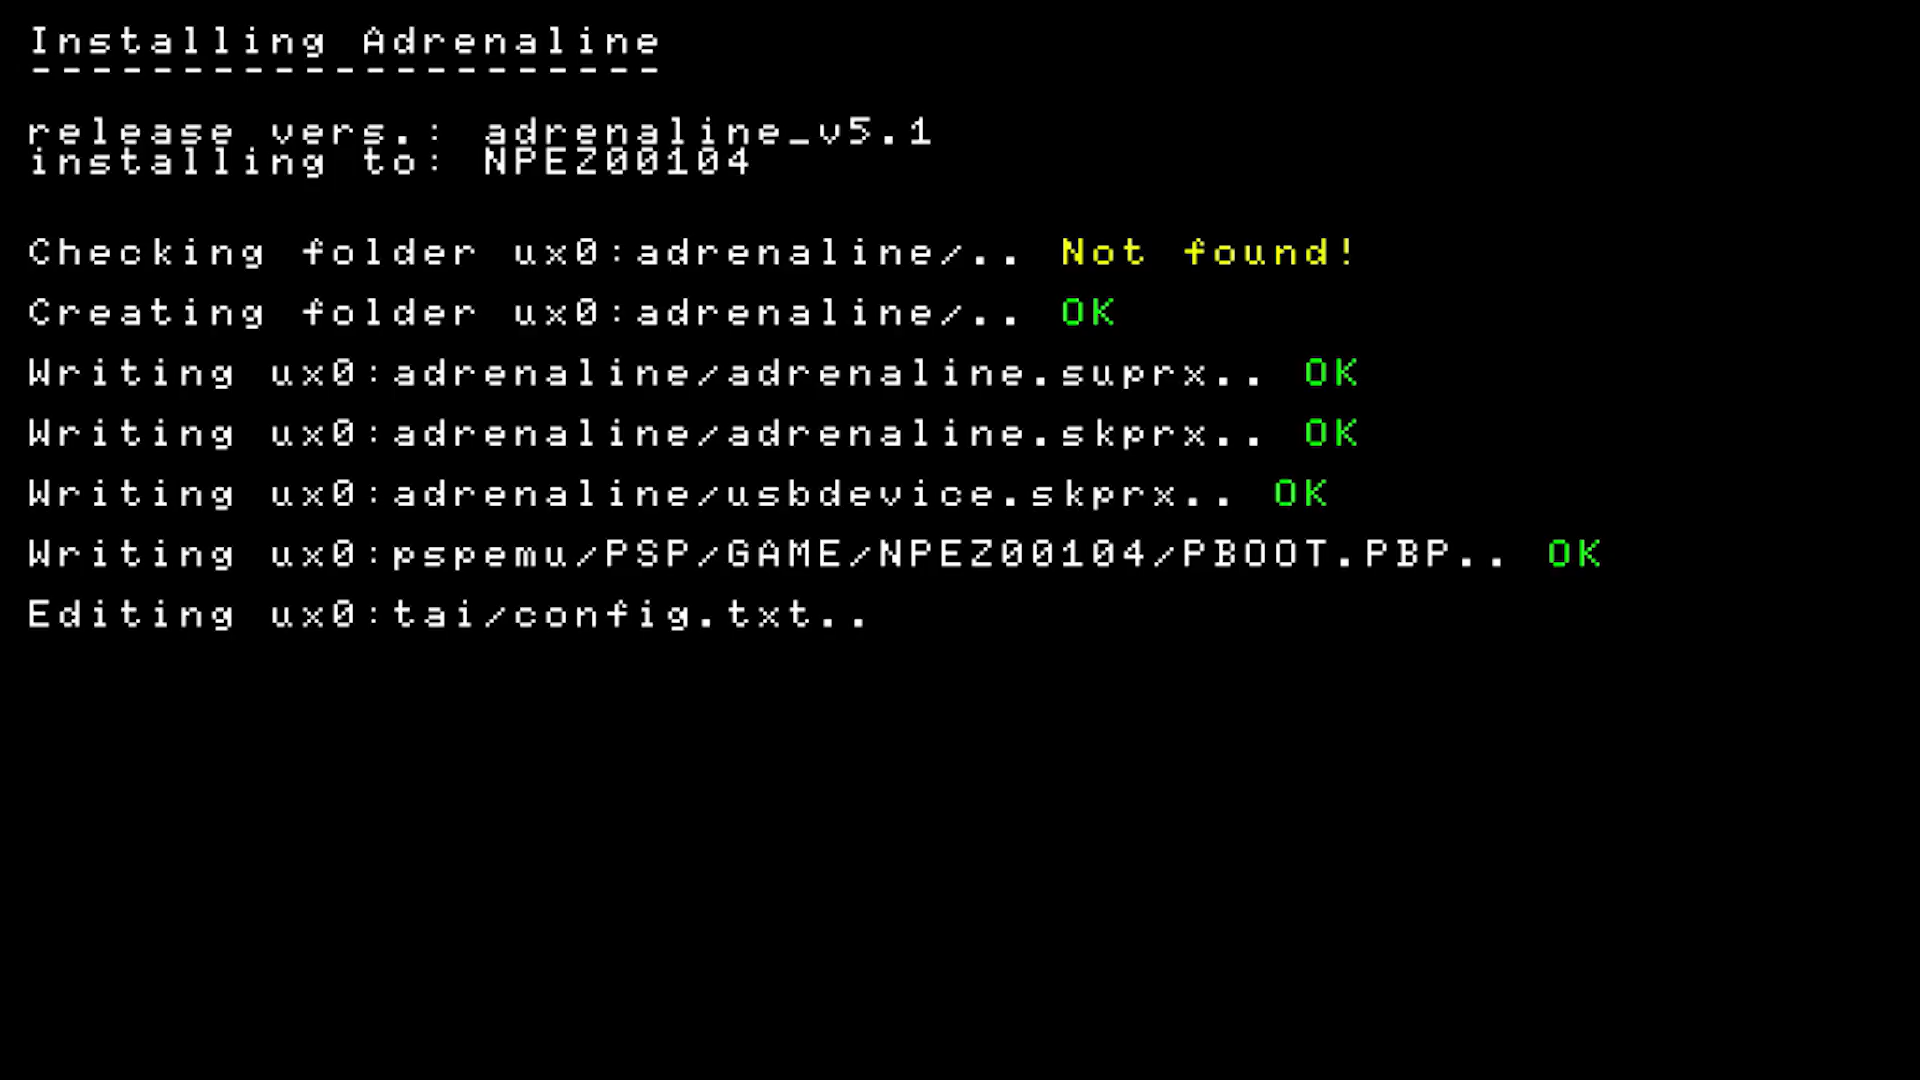 Installing Adrenaline
---------------------
release vers.: adrenaline_v5.1
installing to: NPEZ00104
Checking folder ux0:adrenaline/.. Not found!
Creating folder ux0:adrenaline/.. OK
Writing ux0:adrenaline/adrenaline.suprx.. OK
Writing ux0:adrenaline/adrenaline.skprx.. OK
Writing ux0:adrenaline/usbdevice.skprx.. OK
Writing ux0:pspemu/PSP/GAME/NPEZ00104/PBOOT.PBP.. OK
Editing ux0:tai/config.txt..